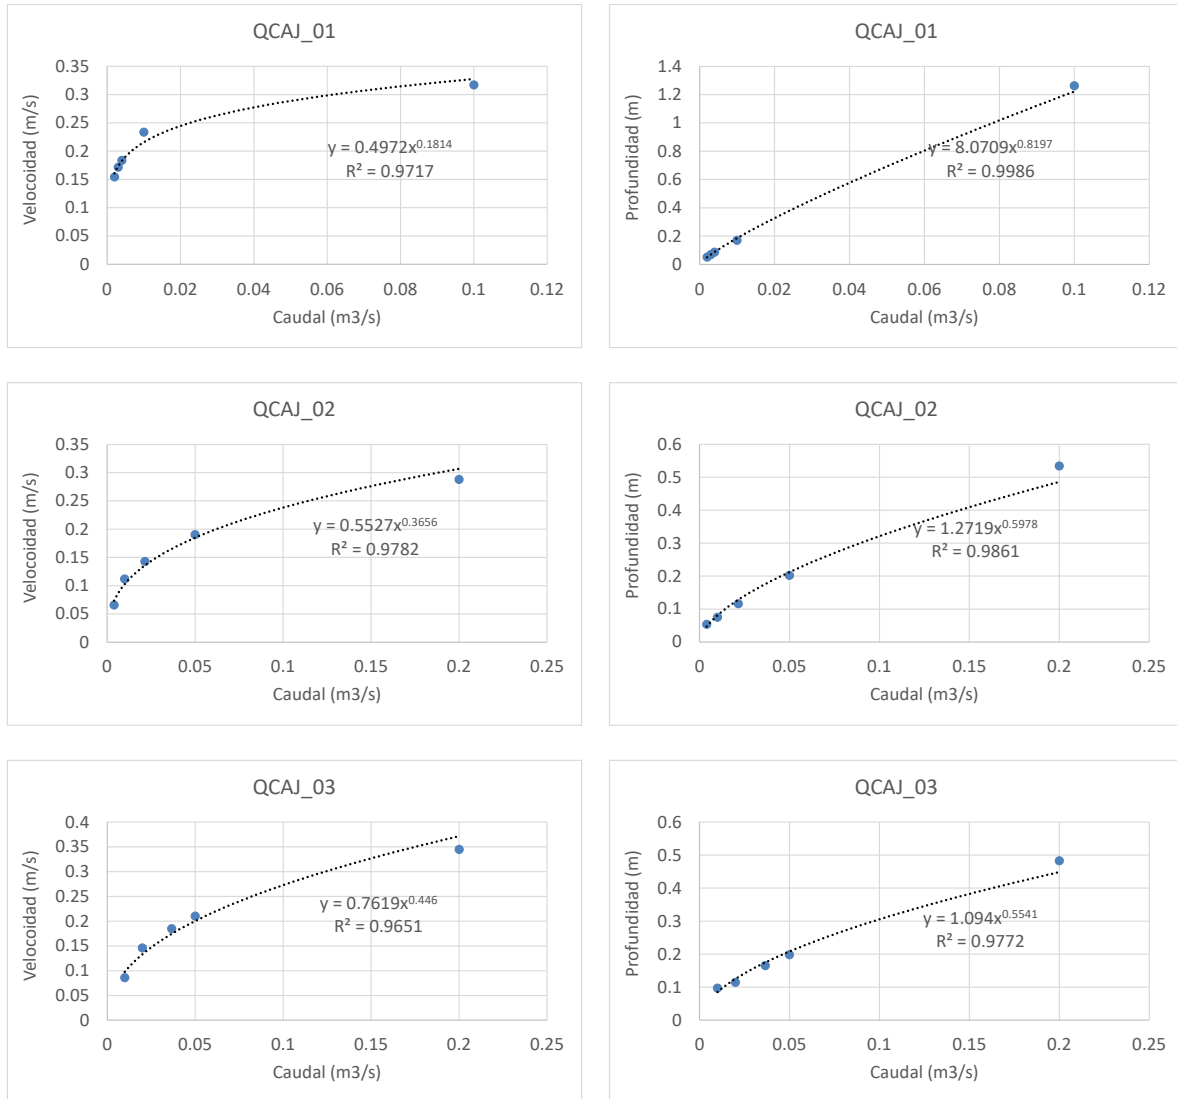 QCAJ_01
0.35
0.3
0.25
0.2
0.15
0.1
0.05
0
Velocoidad (m/s)
y = 0.4972x^0.1814
R² = 0.9717
0 0.02 0.04 0.06 0.08 0.1 0.12
Caudal (m3/s)
QCAJ_01
1.4
1.2
1
0.8
0.6
0.4
0.2
0
Profundidad (m)
y = 8.0709x^0.8197
R² = 0.9986
0 0.02 0.04 0.06 0.08 0.1 0.12
Caudal (m3/s)
QCAJ_02
0.35
0.3
0.25
0.2
0.15
0.1
0.05
0
Velocoidad (m/s)
y = 0.5527x^0.3656
R² = 0.9782
0 0.05 0.1 0.15 0.2 0.25
Caudal (m3/s)
QCAJ_02
0.6
0.5
0.4
0.3
0.2
0.1
0
Profundidad (m)
y = 1.2719x^0.5978
R² = 0.9861
0 0.05 0.1 0.15 0.2 0.25
Caudal (m3/s)
QCAJ_03
0.4
0.35
0.3
0.25
0.2
0.15
0.1
0.05
0
Velocoidad (m/s)
y = 0.7619x^0.446
R² = 0.9651
0 0.05 0.1 0.15 0.2 0.25
Caudal (m3/s)
QCAJ_03
0.6
0.5
0.4
0.3
0.2
0.1
0
Profundidad (m)
y = 1.094x^0.5541
R² = 0.9772
0 0.05 0.1 0.15 0.2 0.25
Caudal (m3/s)